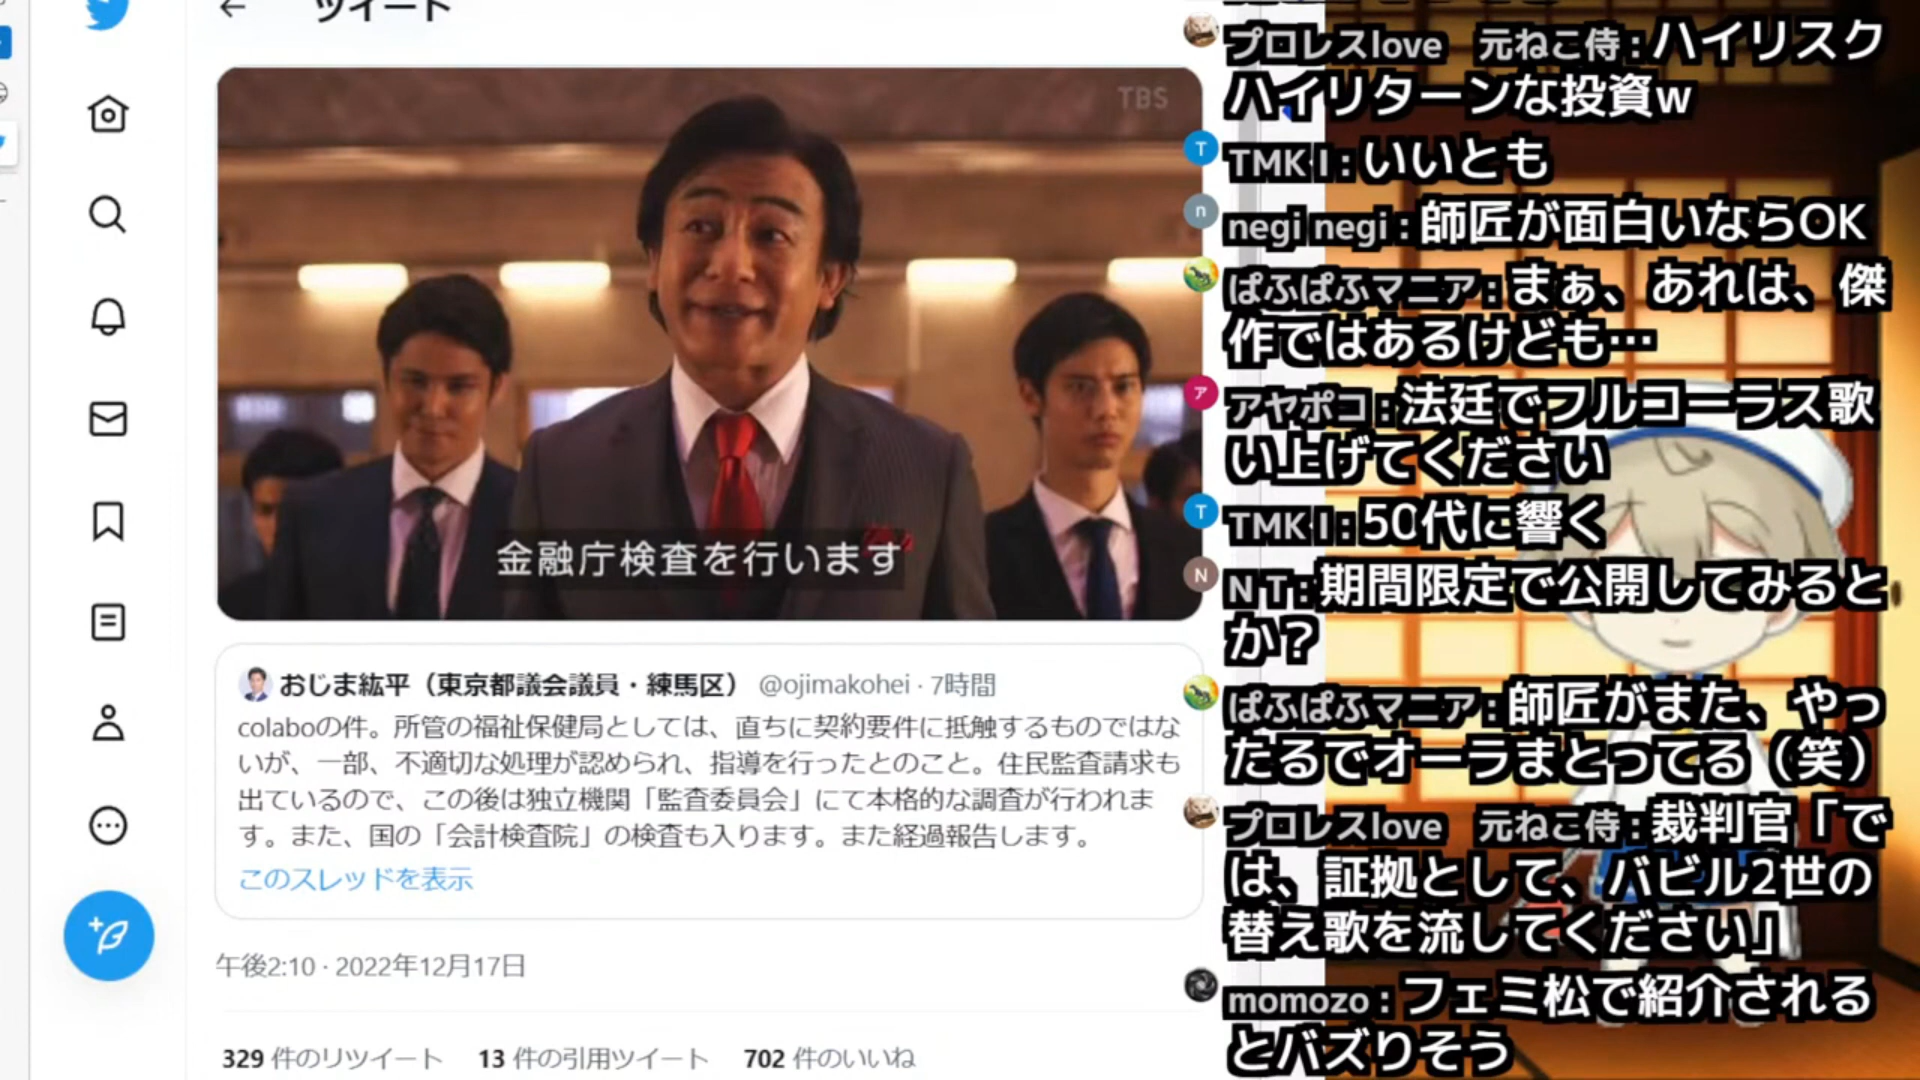 ツイート
TBS
金融庁検査を行います
おじま紘平（東京都議会議員・練馬区） @ojimakohei · 7時間
colaboの件。所管の福祉保健局としては、直ちに契約要件に抵触するものではな
いが、一部、不適切な処理が認められ、指導を行ったとのこと。住民監査請求も
出ているので、この後は独立機関「監査委員会」にて本格的な調査が行われま
す。また、国の「会計検査院」の検査も入ります。また経過報告します。
このスレッドを表示
午後2:10 · 2022年12月17日
329 件のリツイート 13 件の引用ツイート 702 件のいいね
プロレスlove 元ねこ侍 : ハイリスク
ハイリターンな投資w
T
TMK I : いいとも
n
negi negi : 師匠が面白いならOK
ぱふぱふマニア : まぁ、あれは、傑
作ではあるけども…
ア
アヤポコ : 法廷でフルコーラス歌
い上げてください
T
TMK I : 50代に響く
N
N T : 期間限定で公開してみると
か?
ぱふぱふマニア : 師匠がまた、やっ
たるでオーラまとってる（笑）
プロレスlove 元ねこ侍 : 裁判官「で
は、証拠として、バビル2世の
替え歌を流してください」
momozo : フェミ松で紹介される
とバズりそう